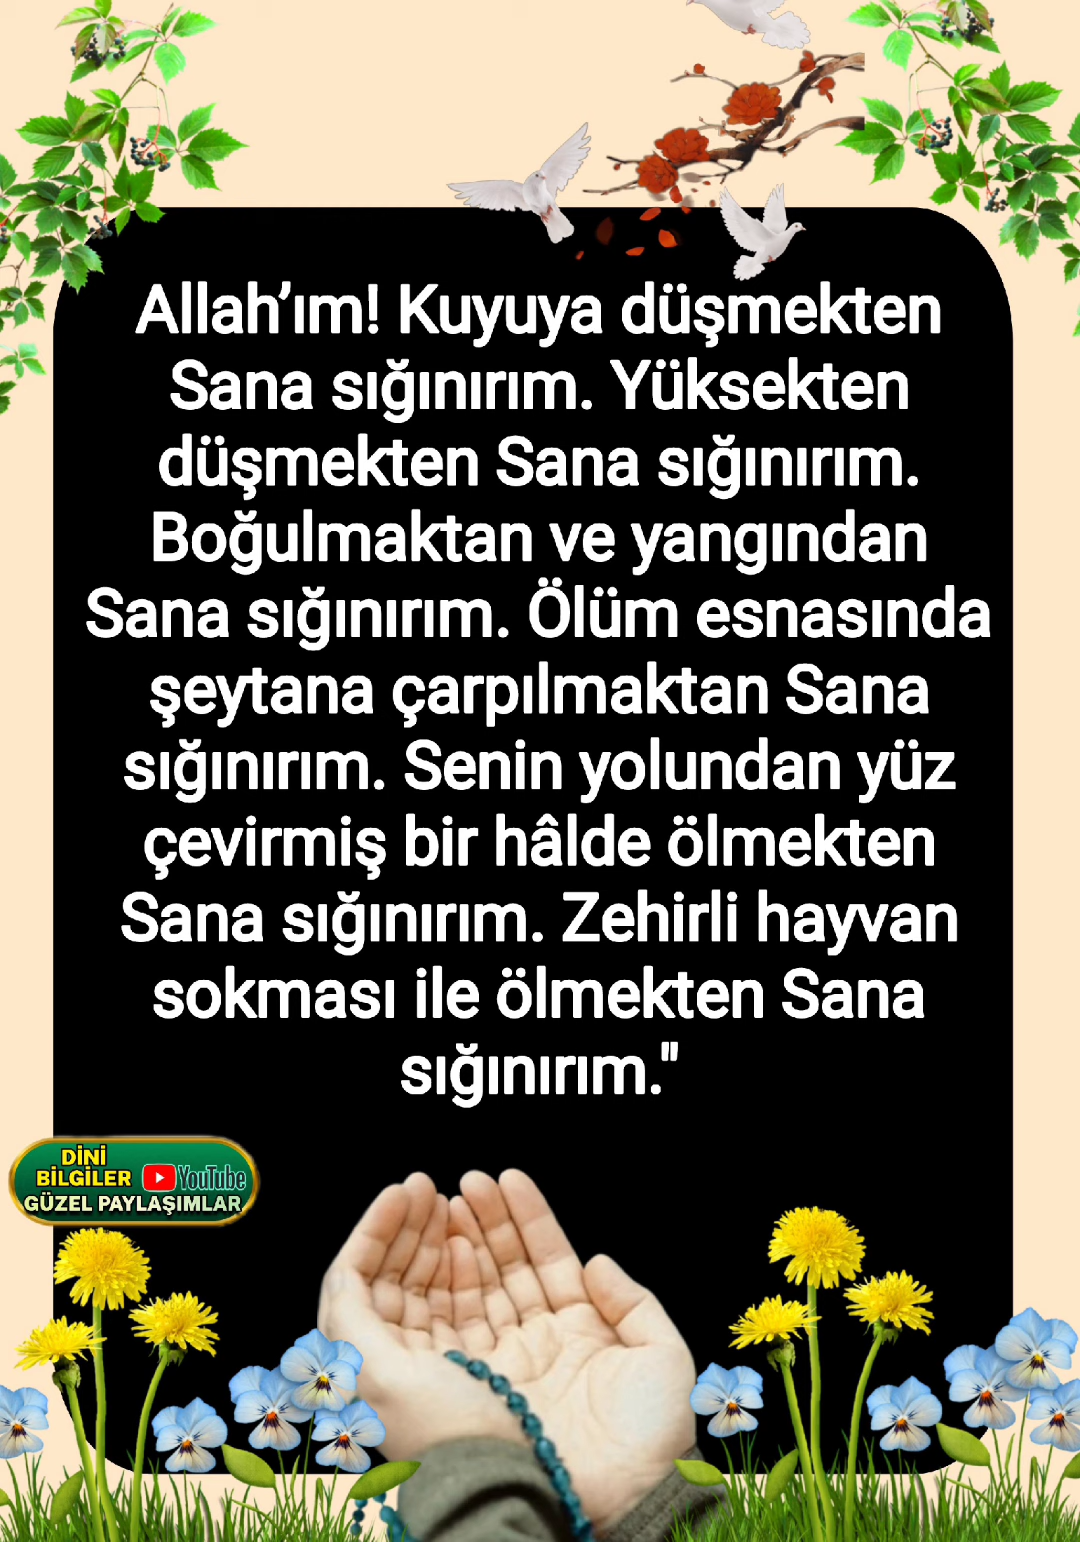 Allah’ım! Kuyuya düşmekten
Sana sığınırım. Yüksekten
düşmekten Sana sığınırım.
Boğulmaktan ve yangından
Sana sığınırım. Ölüm esnasında
şeytana çarpılmaktan Sana
sığınırım. Senin yolundan yüz
çevirmiş bir hâlde ölmekten
Sana sığınırım. Zehirli hayvan
sokması ile ölmekten Sana
sığınırım."
DİNİ
BİLGİLER YouTube
GÜZEL PAYLAŞIMLAR